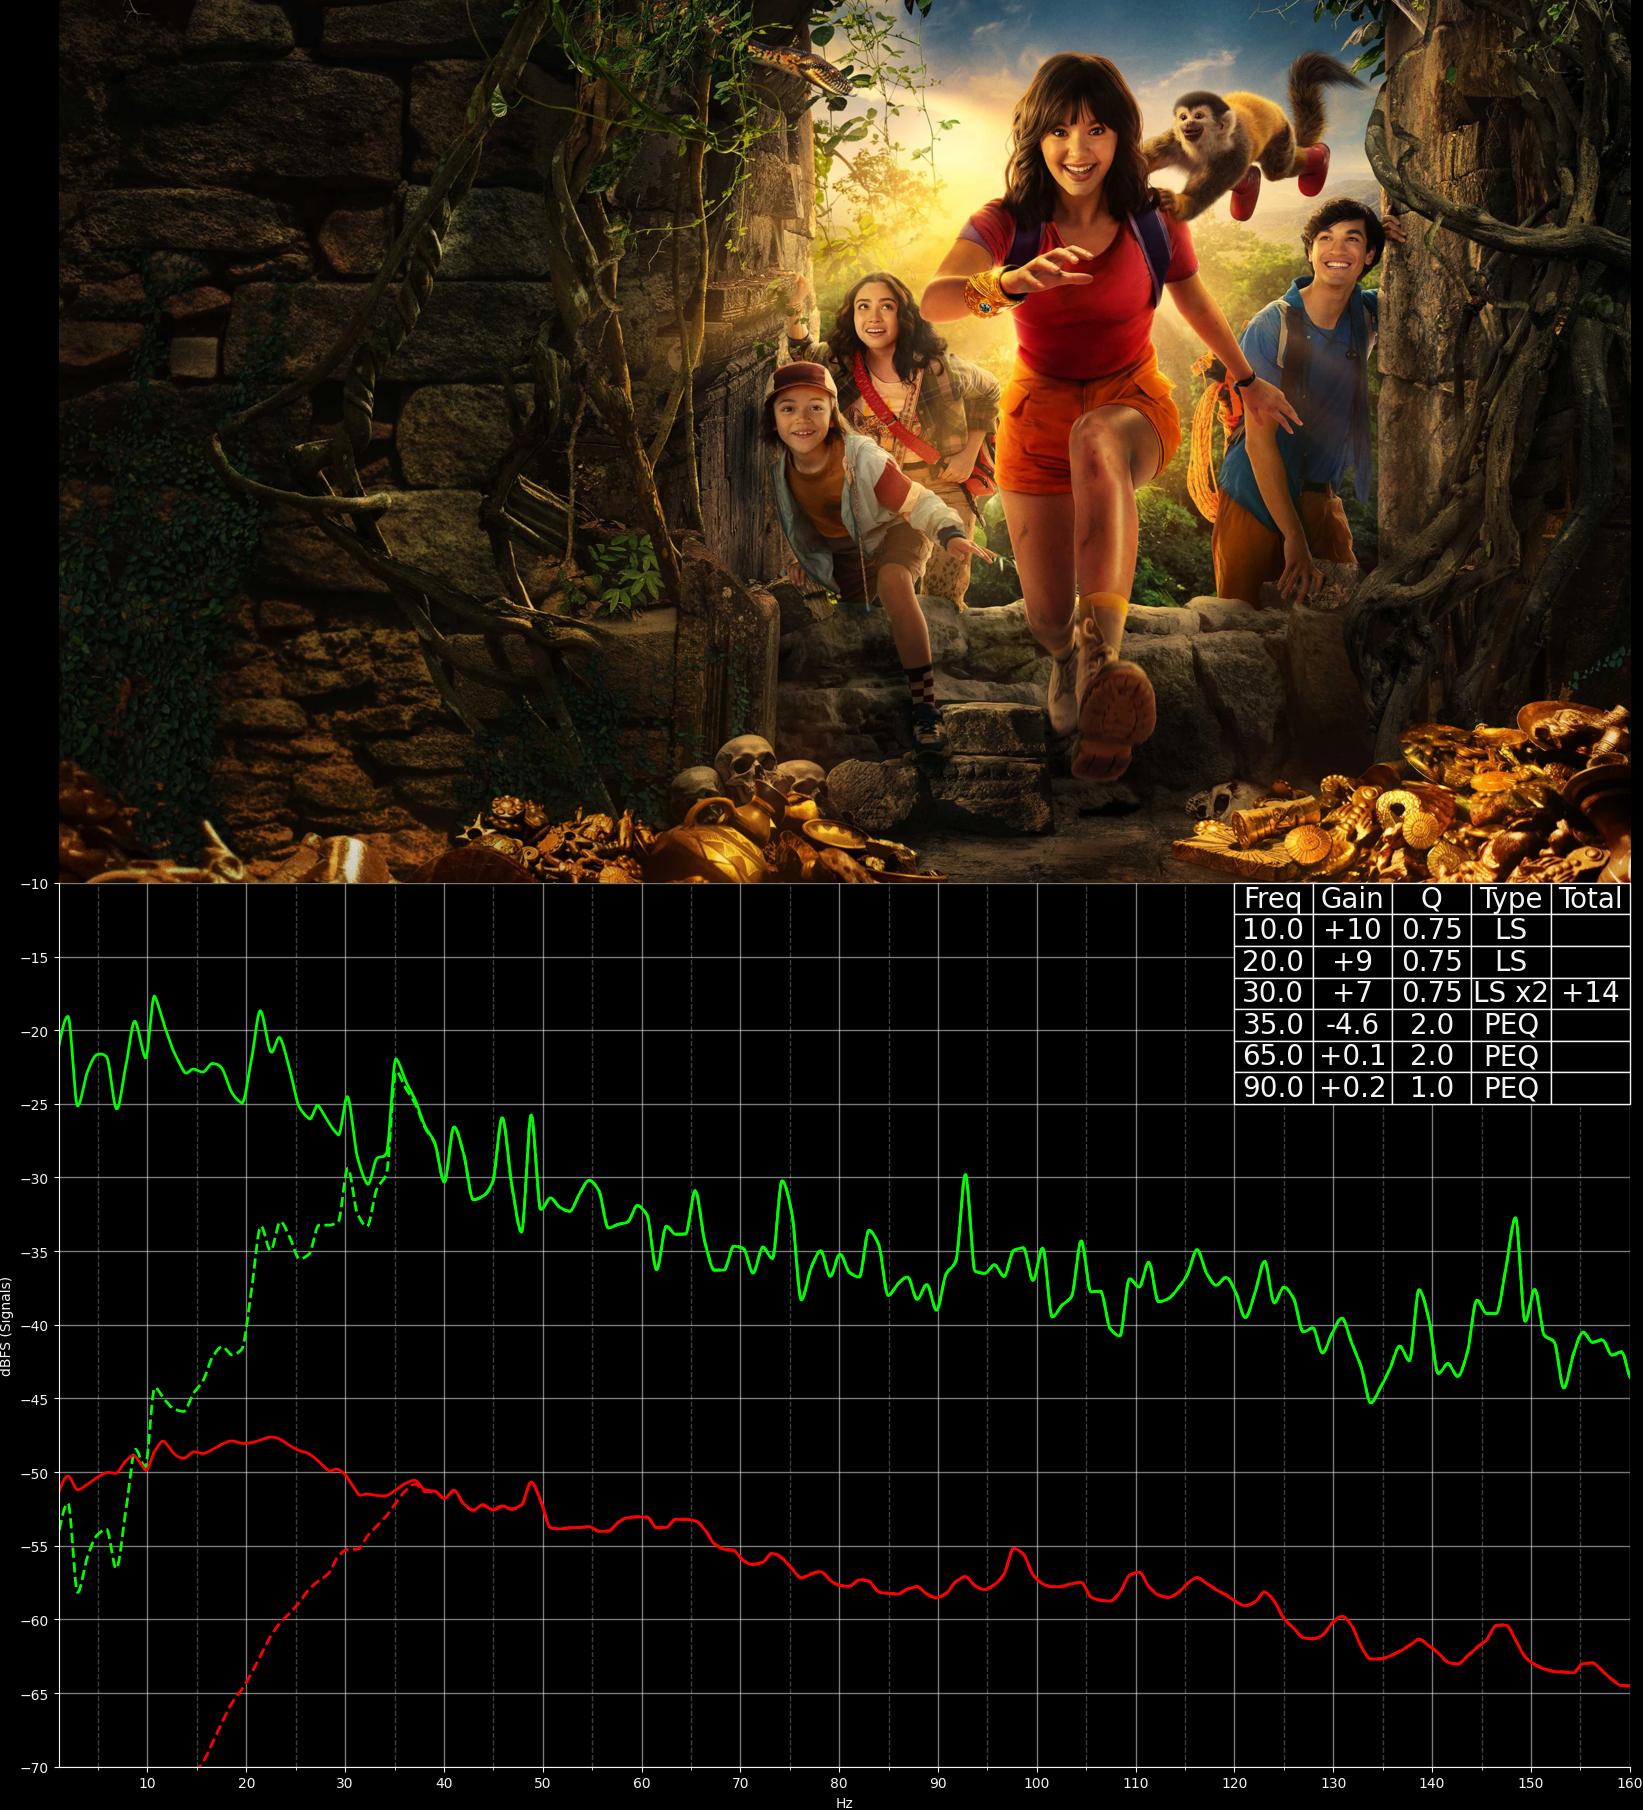 −10
Freq Gain Q Type Total
10.0 +10 0.75 LS
20.0 +9 0.75 LS
30.0 +7 0.75 LS x2 +14
35.0 -4.6 2.0 PEQ
65.0 +0.1 2.0 PEQ
90.0 +0.2 1.0 PEQ
−15
−20
−25
−30
−35
−40
−45
−50
−55
−60
−65
−70
dBFS (Signals)
10 20 30 40 50 60 70 80 90 100 110 120 130 140 150 160
Hz